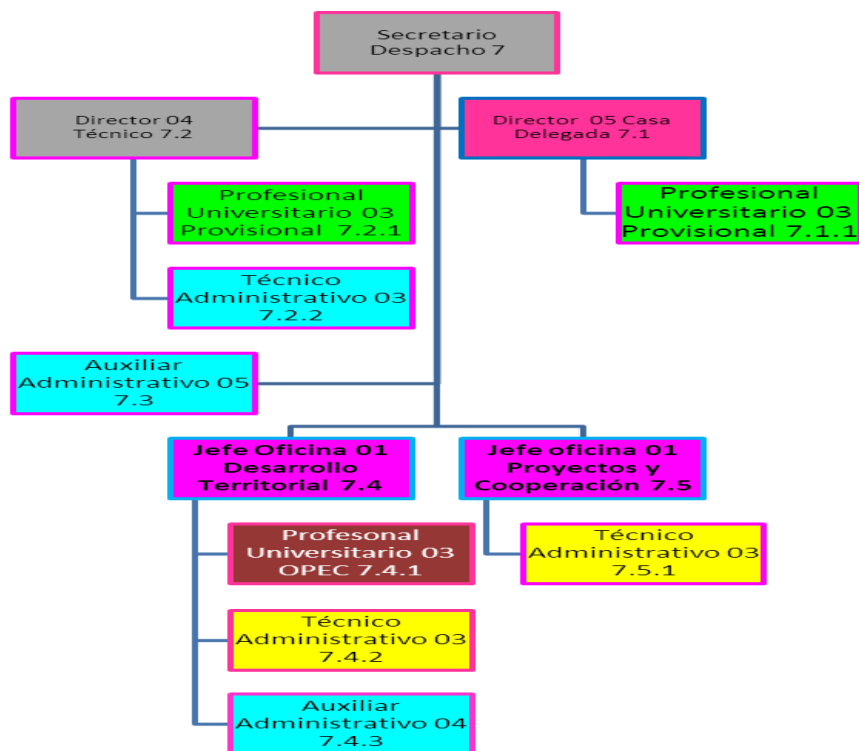 Secretario
Despacho 7
Director 04
Técnico 7.2
Director 05 Casa
Delegada 7.1
Profesional
Universitario 03
Provisional 7.2.1
Profesional
Universitario 03
Provisional 7.1.1
Técnico
Administrativo 03
7.2.2
Auxiliar
Administrativo 05
7.3
Jefe Oficina 01
Desarrollo
Territorial 7.4
Jefe oficina 01
Proyectos y
Cooperación 7.5
Profesonal
Universitario 03
OPEC 7.4.1
Técnico
Administrativo 03
7.5.1
Técnico
Administrativo 03
7.4.2
Auxiliar
Administrativo 04
7.4.3